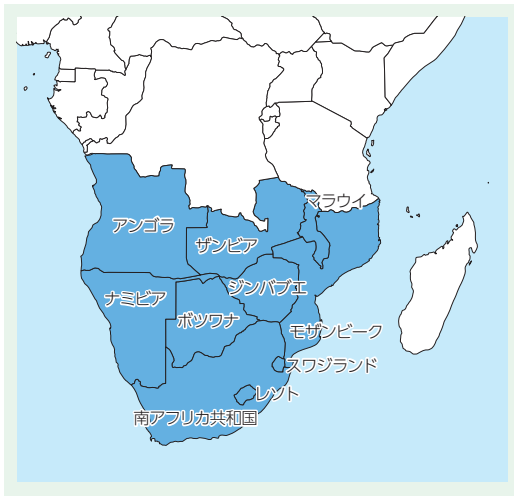 マラウイ
アンゴラ
ザンビア
ジンバブエ
ナミビア
ボツワナ
モザンビーク
スワジランド
レソト
南アフリカ共和国